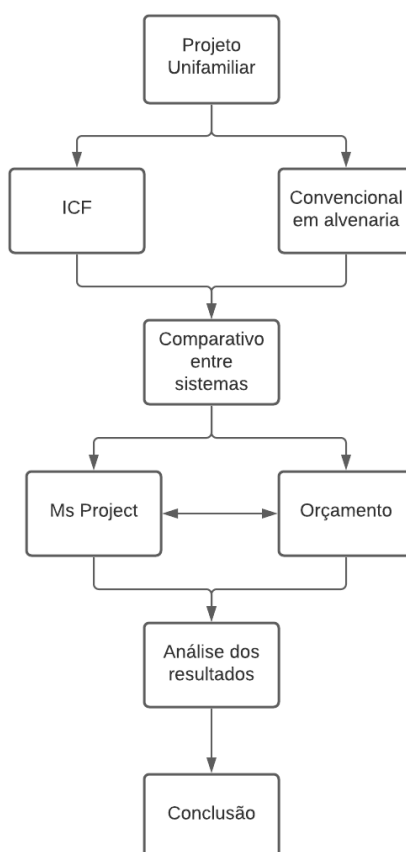 Projeto
Unifamiliar
ICF
Convencional
em alvenaria
Comparativo
entre
sistemas
Ms Project
Orçamento
Análise dos
resultados
Conclusão